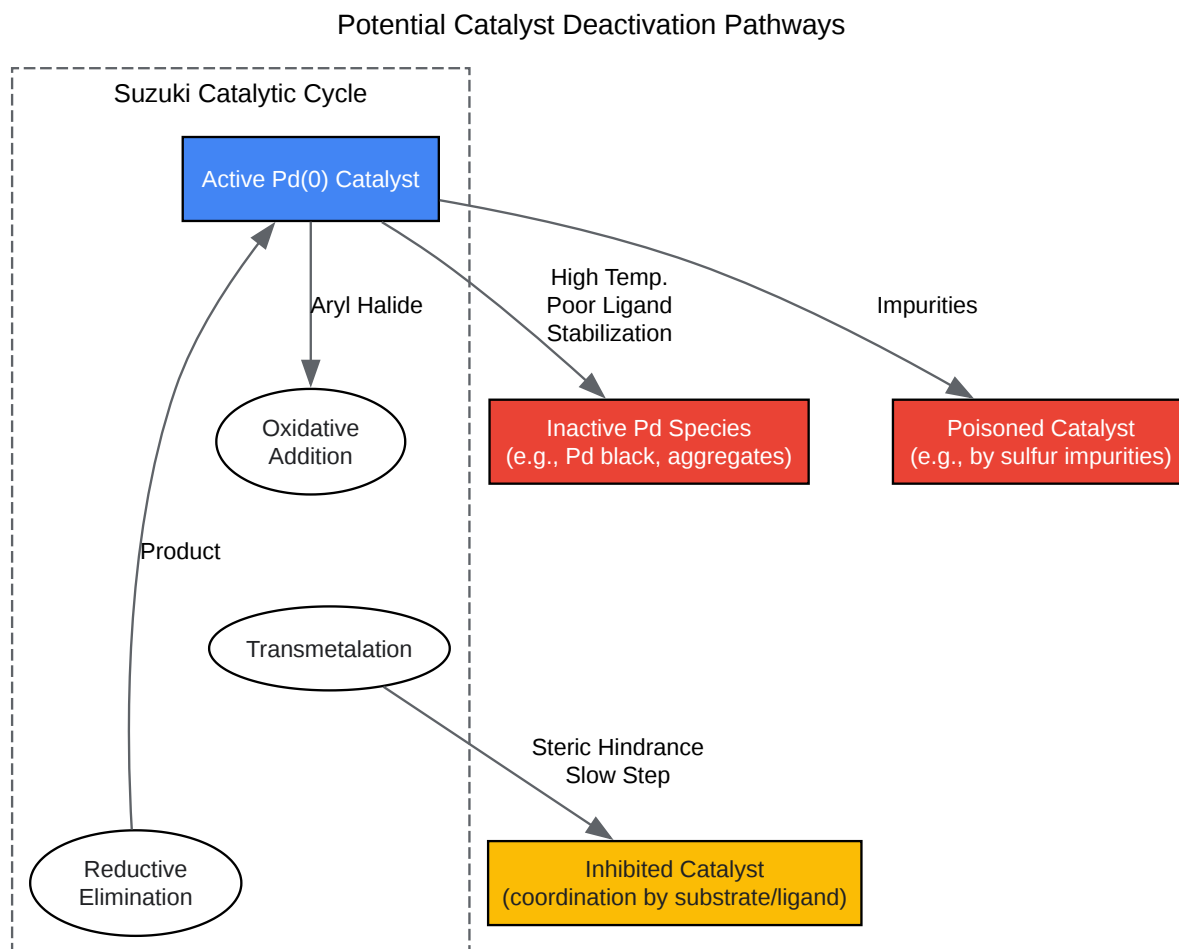 Potential Catalyst Deactivation Pathways
Suzuki Catalytic Cycle
Active Pd(0) Catalyst
Aryl Halide
High Temp.
Poor Ligand
Stabilization
Impurities
Oxidative
Addition
Inactive Pd Species
(e.g., Pd black, aggregates)
Poisoned Catalyst
(e.g., by sulfur impurities)
Product
Transmetalation
Steric Hindrance
Slow Step
Reductive
Elimination
Inhibited Catalyst
(coordination by substrate/ligand)